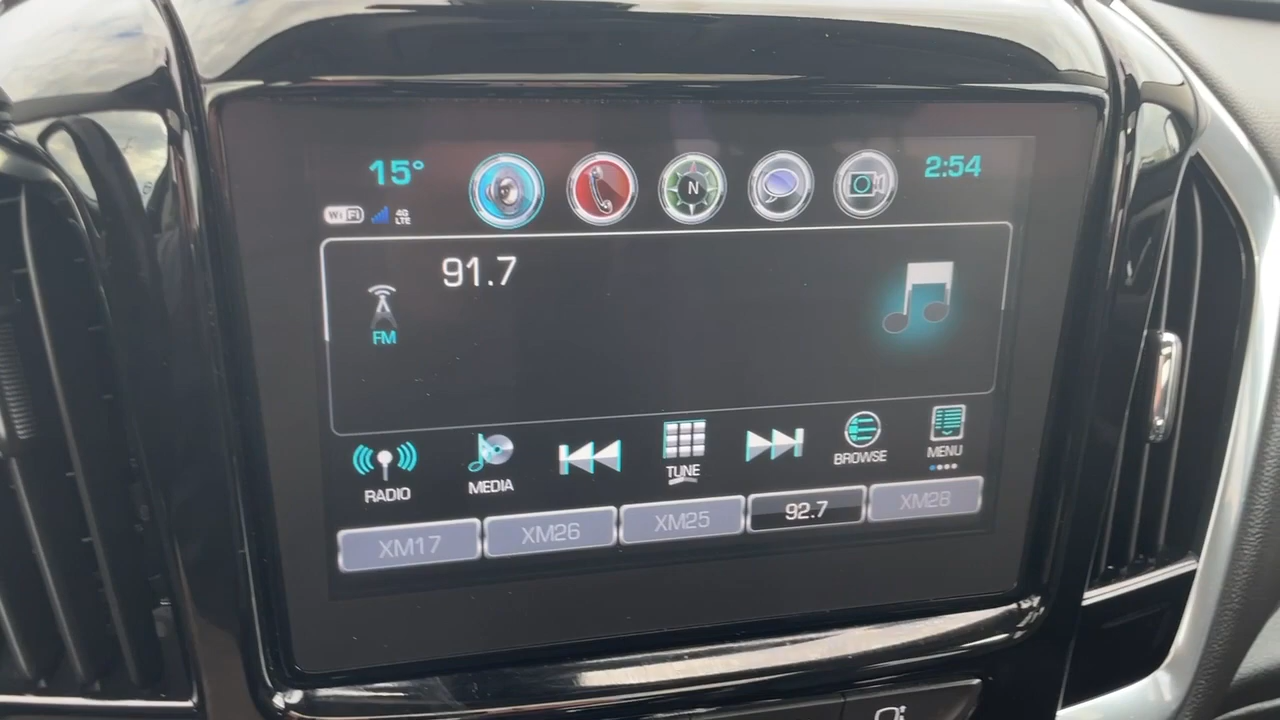 15°
2:54
WiFi
4G
LTE
N
91.7
FM
RADIO
MEDIA
TUNE
BROWSE
MENU
XM17
XM26
XM25
92.7
XM28